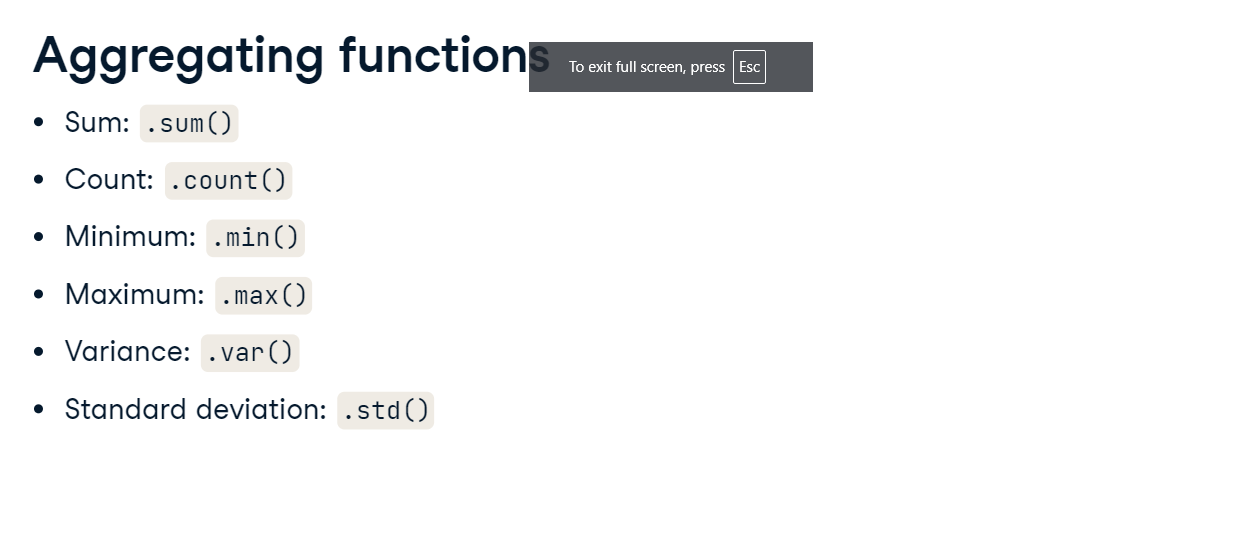 Aggregating functions
To exit full screen, press Esc
• Sum: .sum()
• Count: .count()
• Minimum: .min()
• Maximum: .max()
• Variance: .var()
• Standard deviation: .std()